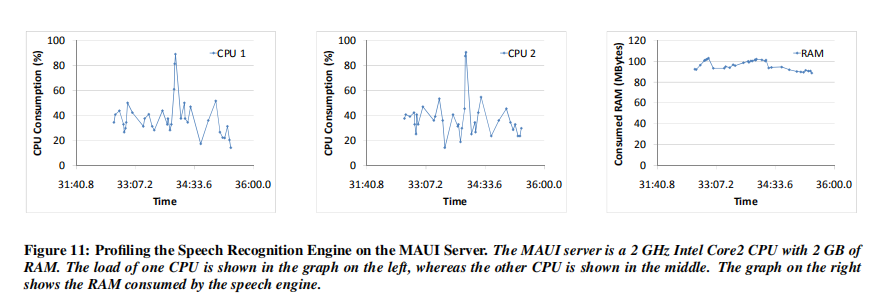 CPU Consumption (%)
100
80
60
40
20
0
CPU 1
31:40.8 33:07.2 34:33.6 36:00.0
Time
CPU Consumption (%)
100
80
60
40
20
0
CPU 2
31:40.8 33:07.2 34:33.6 36:00.0
Time
Consumed RAM (MBytes)
120
100
80
60
40
20
0
RAM
31:40.8 33:07.2 34:33.6 36:00.0
Time
Figure 11: Profiling the Speech Recognition Engine on the MAUI Server. The MAUI server is a 2 GHz Intel Core2 CPU with 2 GB of
RAM. The load of one CPU is shown in the graph on the left, whereas the other CPU is shown in the middle. The graph on the right
shows the RAM consumed by the speech engine.